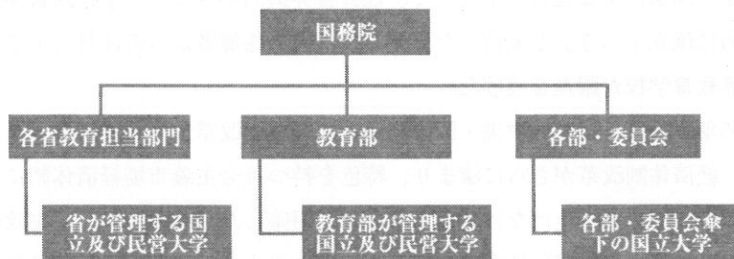 国務院
各省教育担当部門
教育部
各部・委員会
省が管理する国
立及び民営大学
教育部が管理する
国立及び民営大学
各部・委員会傘
下の国立大学